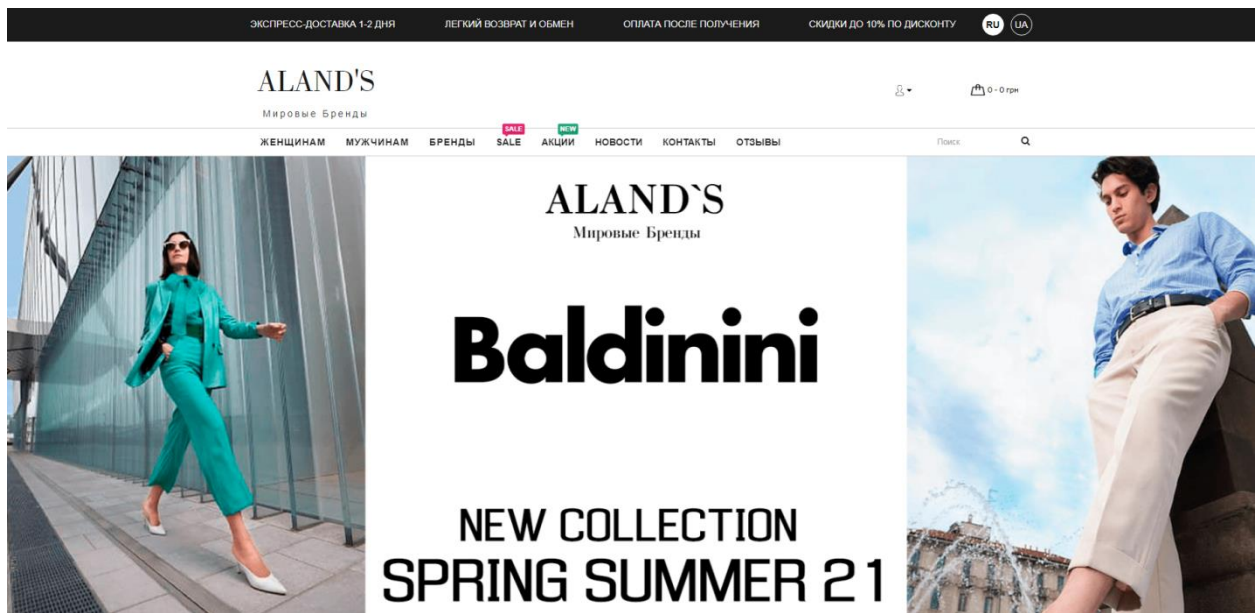 ЭКСПРЕСС-ДОСТАВКА 1-2 ДНЯ ЛЕГКИЙ ВОЗВРАТ И ОБМЕН ОПЛАТА ПОСЛЕ ПОЛУЧЕНИЯ СКИДКИ ДО 10% ПО ДИСКОНТУ RU UA
ALAND'S
Мировые Бренды
0 - 0 грн
SALE NEW
ЖЕНЩИНАМ МУЖЧИНАМ БРЕНДЫ SALE АКЦИИ НОВОСТИ КОНТАКТЫ ОТЗЫВЫ Поиск
ALAND`S
Мировые Бренды
Baldinini
NEW COLLECTION
SPRING SUMMER 21